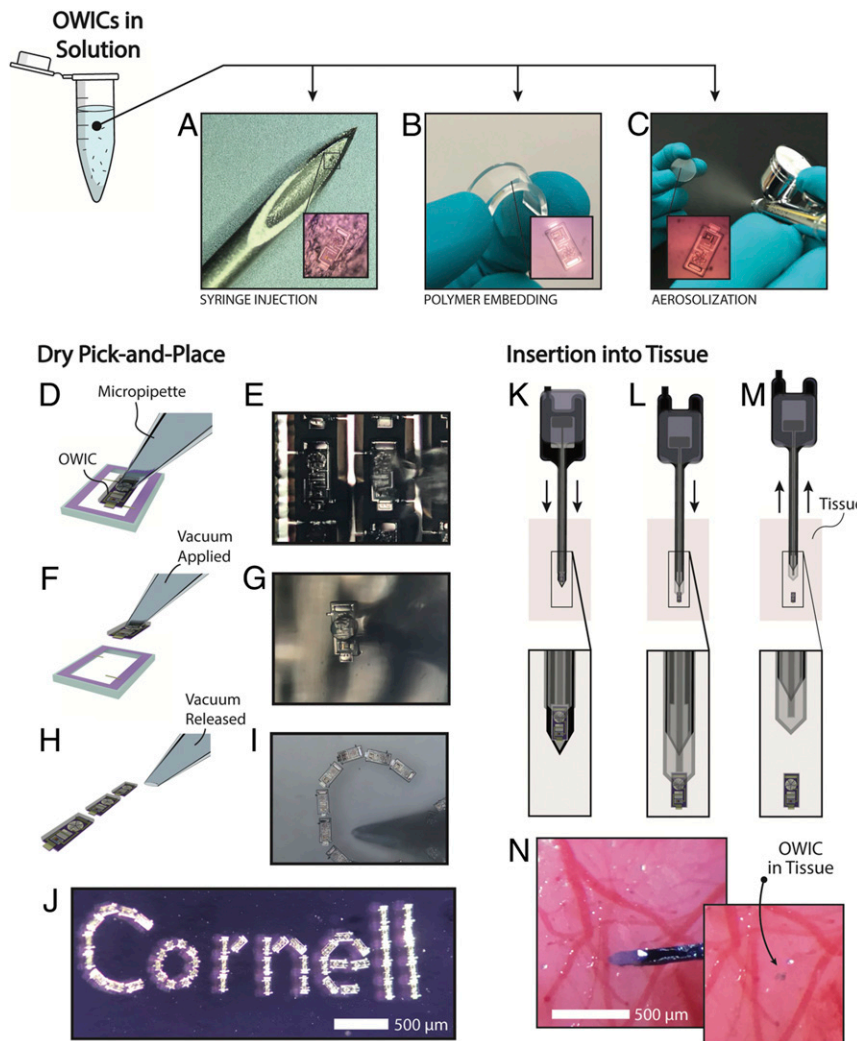 OWICs in
Solution
A
B
C
SYRINGE INJECTION
POLYMER EMBEDDING
AEROSOLIZATION
Dry Pick-and-Place
D
Micropipette
OWIC
E
F
Vacuum
Applied
G
H
Vacuum
Released
I
J
Cornell
500 μm
Insertion into Tissue
K
L
M
Tissue
N
OWIC
in Tissue
500 μm